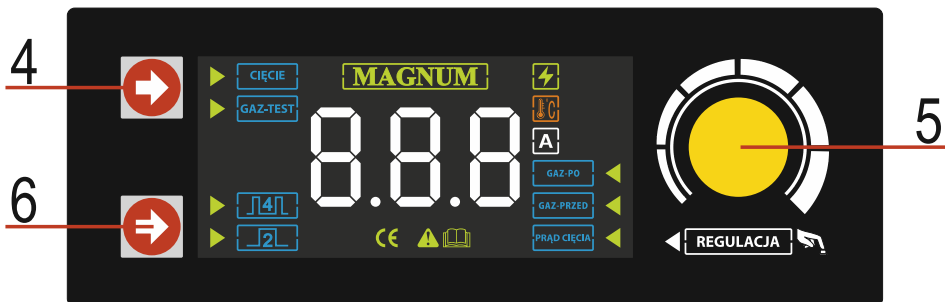 4
CIĘCIE
MAGNUM
GAZ-TEST
°C
8.8.8
A
5
GAZ-PO
6
4
GAZ-PRZED
2
CE
PRĄD CIĘCIA
REGULACJA